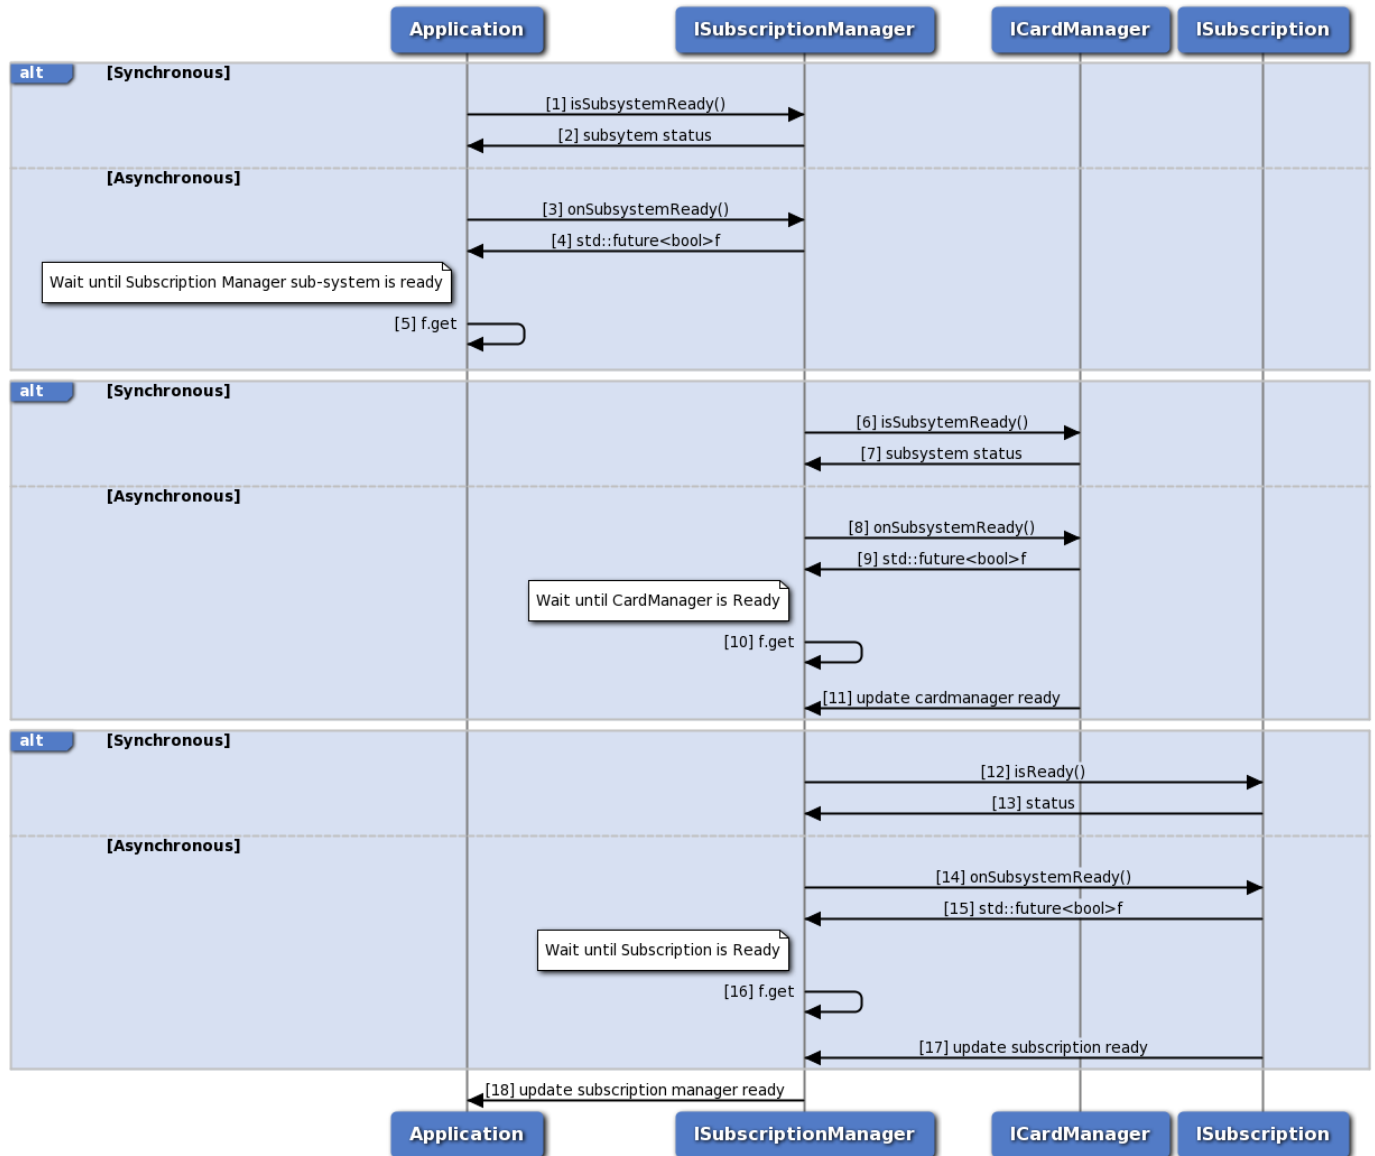 Application ISubscriptionManager ICardManager ISubscription
alt [Synchronous]
[1] isSubsystemReady()
[2] subsytem status
[Asynchronous]
[3] onSubsystemReady()
[4] std::future<bool>f
Wait until Subscription Manager sub-system is ready
[5] f.get
alt [Synchronous]
[6] isSubsytemReady()
[7] subsystem status
[Asynchronous]
[8] onSubsystemReady()
[9] std::future<bool>f
Wait until CardManager is Ready
[10] f.get
[11] update cardmanager ready
alt [Synchronous]
[12] isReady()
[13] status
[Asynchronous]
[14] onSubsystemReady()
[15] std::future<bool>f
Wait until Subscription is Ready
[16] f.get
[17] update subscription ready
[18] update subscription manager ready
Application ISubscriptionManager ICardManager ISubscription